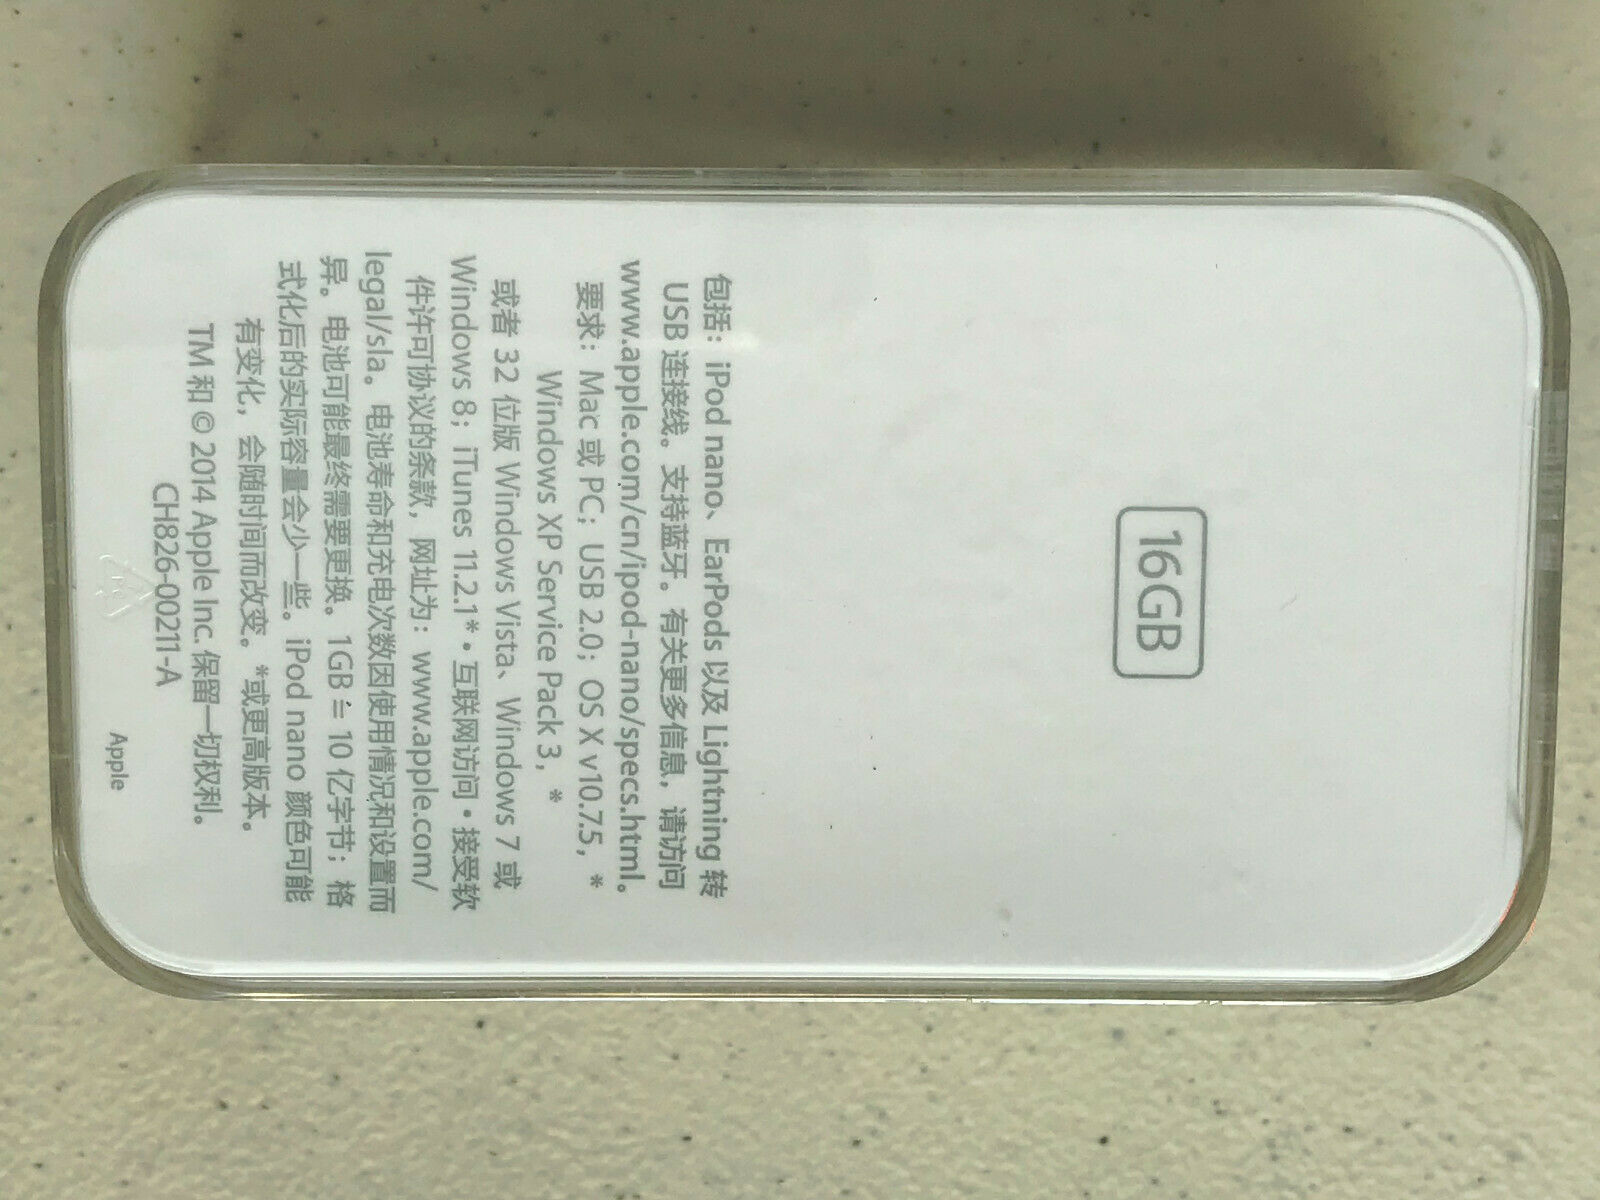 16GB
包括：iPod nano、EarPods 以及 Lightning 转
USB 连接线。支持蓝牙。有关更多信息，请访问
www.apple.com/cn/ipod-nano/specs.html。
要求：Mac 或 PC；USB 2.0；OS X v10.7.5，*
Windows XP Service Pack 3，*
或者 32 位版 Windows Vista、Windows 7 或
Windows 8；iTunes 11.2.1* • 互联网访问 • 接受软
件许可协议的条款，网址为：www.apple.com/
legal/sla。电池寿命和充电次数因使用情况和设置而
异。电池可能最终需要更换。1GB = 10 亿字节；格
式化后的实际容量会少一些。iPod nano 颜色可能
有变化，会随时间而改变。*或更高版本。
TM 和 © 2014 Apple Inc. 保留一切权利。
CH826-00211-A
Apple